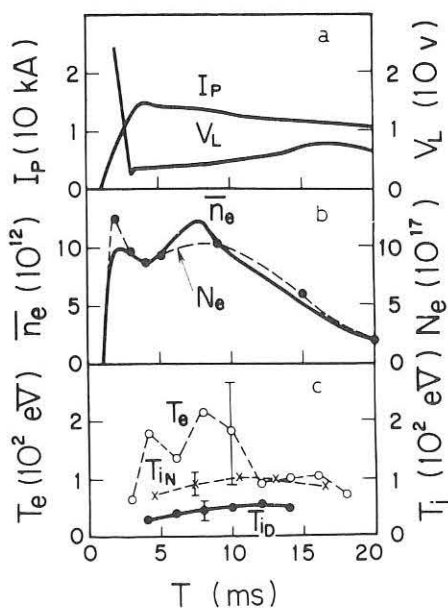 a
I_P (10 kA)
2
1
0
I_P
V_L
2
1
0
V_L (10 v)
b
n̄_e (10^12)
10
5
0
n̄_e
N_e
10
5
0
N_e (10^17)
c
T_e (10^2 eV)
2
1
0
T_e
T_iN
T_iD
2
1
0
T_i (10^2 eV)
0 5 10 15 20
T (ms)